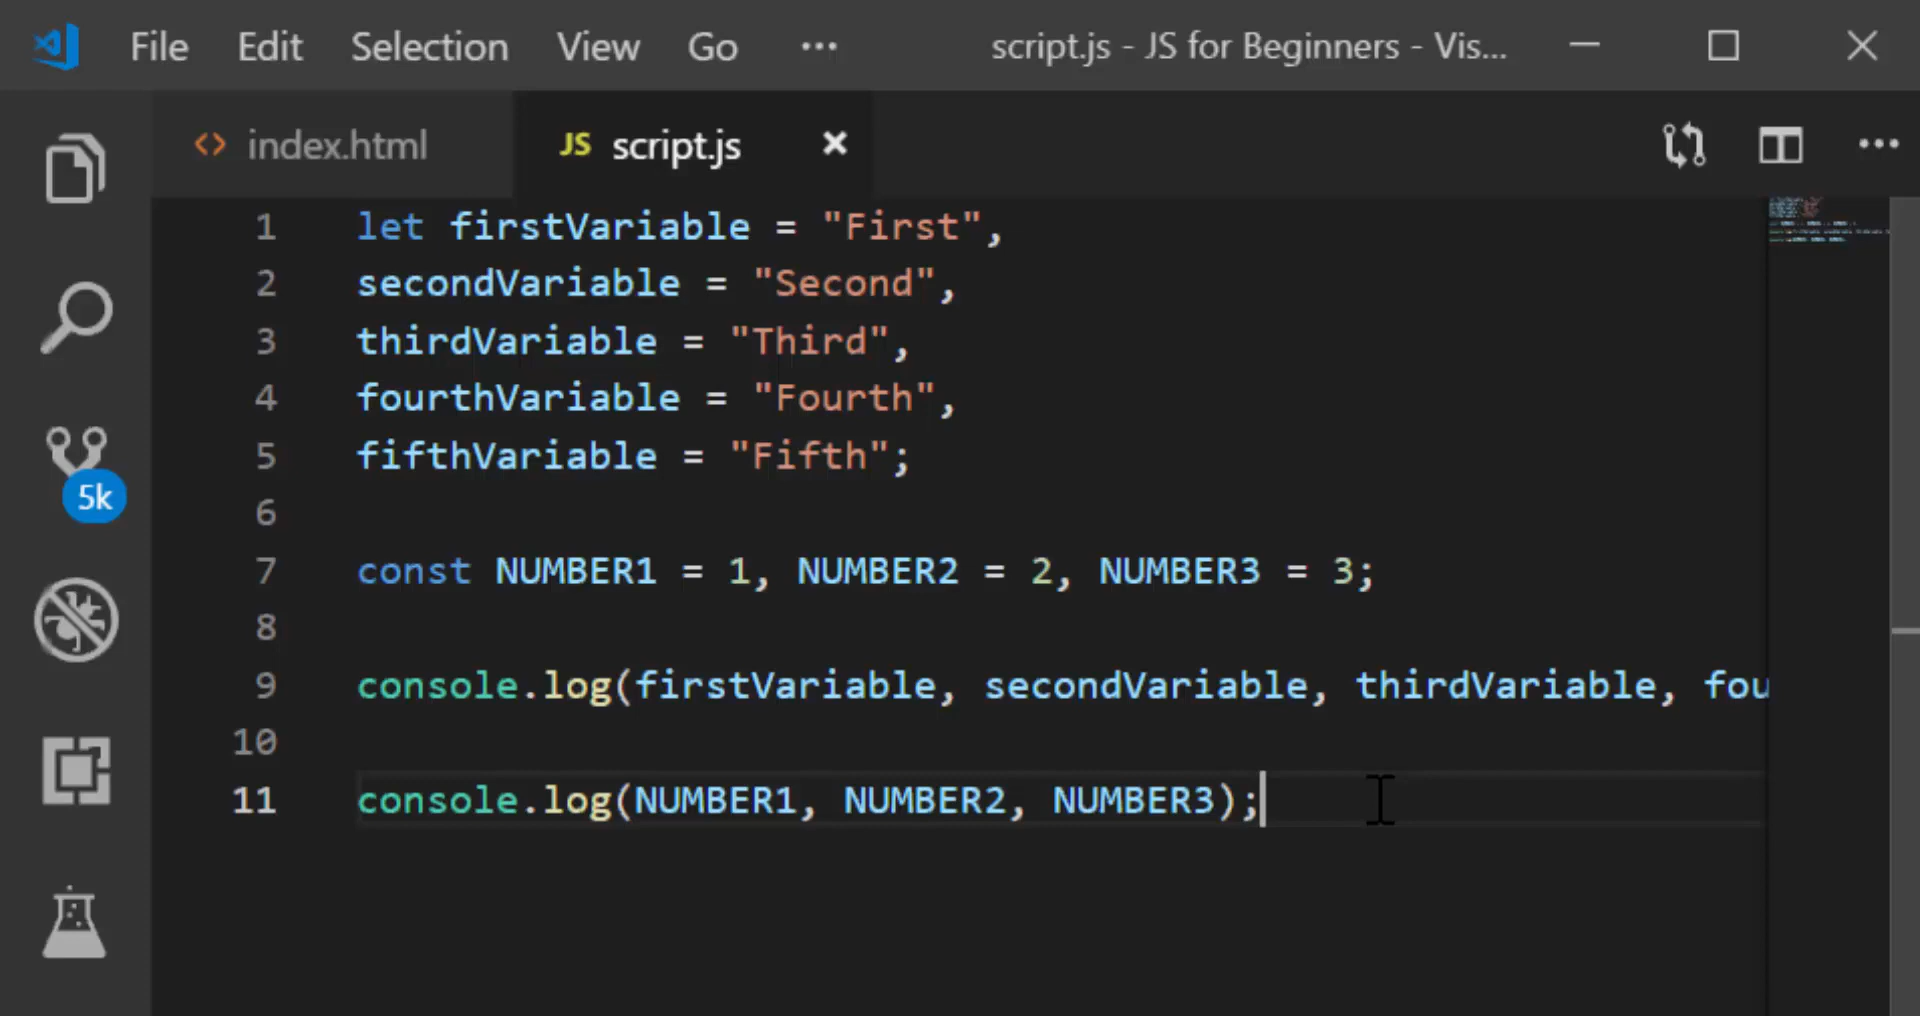 File Edit Selection View Go ··· script.js - JS for Beginners - Vis...
<> index.html JS script.js
1 let firstVariable = "First",
2 secondVariable = "Second",
3 thirdVariable = "Third",
4 fourthVariable = "Fourth",
5 fifthVariable = "Fifth";
6
7 const NUMBER1 = 1, NUMBER2 = 2, NUMBER3 = 3;
8
9 console.log(firstVariable, secondVariable, thirdVariable, fou
10
11 console.log(NUMBER1, NUMBER2, NUMBER3);
5k